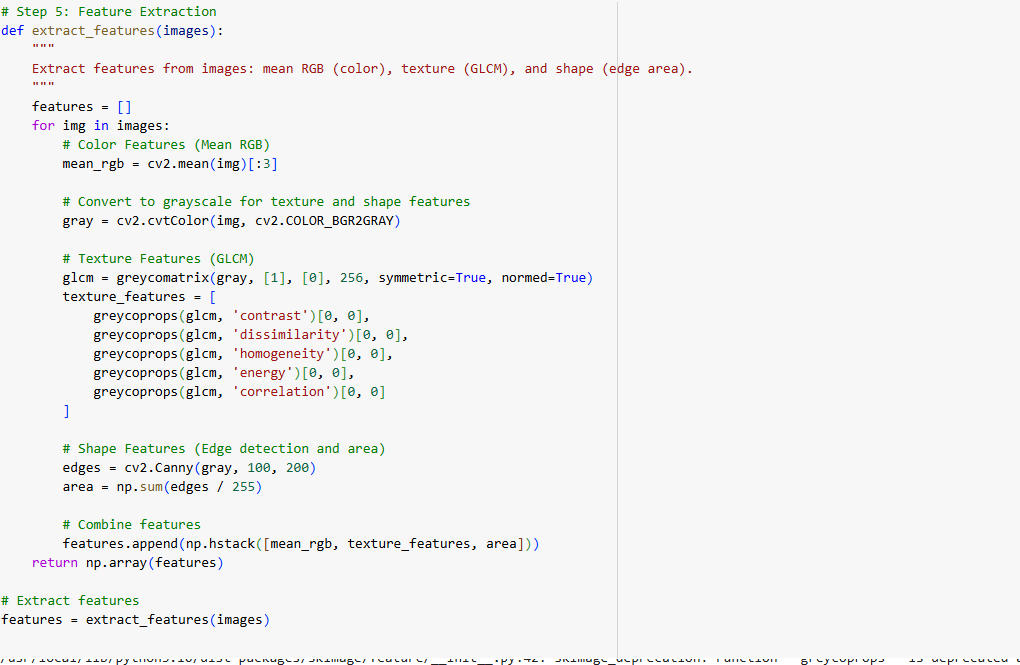 # Step 5: Feature Extraction
def extract_features(images):
    """
    Extract features from images: mean RGB (color), texture (GLCM), and shape (edge area).
    """
    features = []
    for img in images:
        # Color Features (Mean RGB)
        mean_rgb = cv2.mean(img)[:3]

        # Convert to grayscale for texture and shape features
        gray = cv2.cvtColor(img, cv2.COLOR_BGR2GRAY)

        # Texture Features (GLCM)
        glcm = greycomatrix(gray, [1], [0], 256, symmetric=True, normed=True)
        texture_features = [
            greycoprops(glcm, 'contrast')[0, 0],
            greycoprops(glcm, 'dissimilarity')[0, 0],
            greycoprops(glcm, 'homogeneity')[0, 0],
            greycoprops(glcm, 'energy')[0, 0],
            greycoprops(glcm, 'correlation')[0, 0]
        ]

        # Shape Features (Edge detection and area)
        edges = cv2.Canny(gray, 100, 200)
        area = np.sum(edges / 255)

        # Combine features
        features.append(np.hstack([mean_rgb, texture_features, area]))
    return np.array(features)

# Extract features
features = extract_features(images)